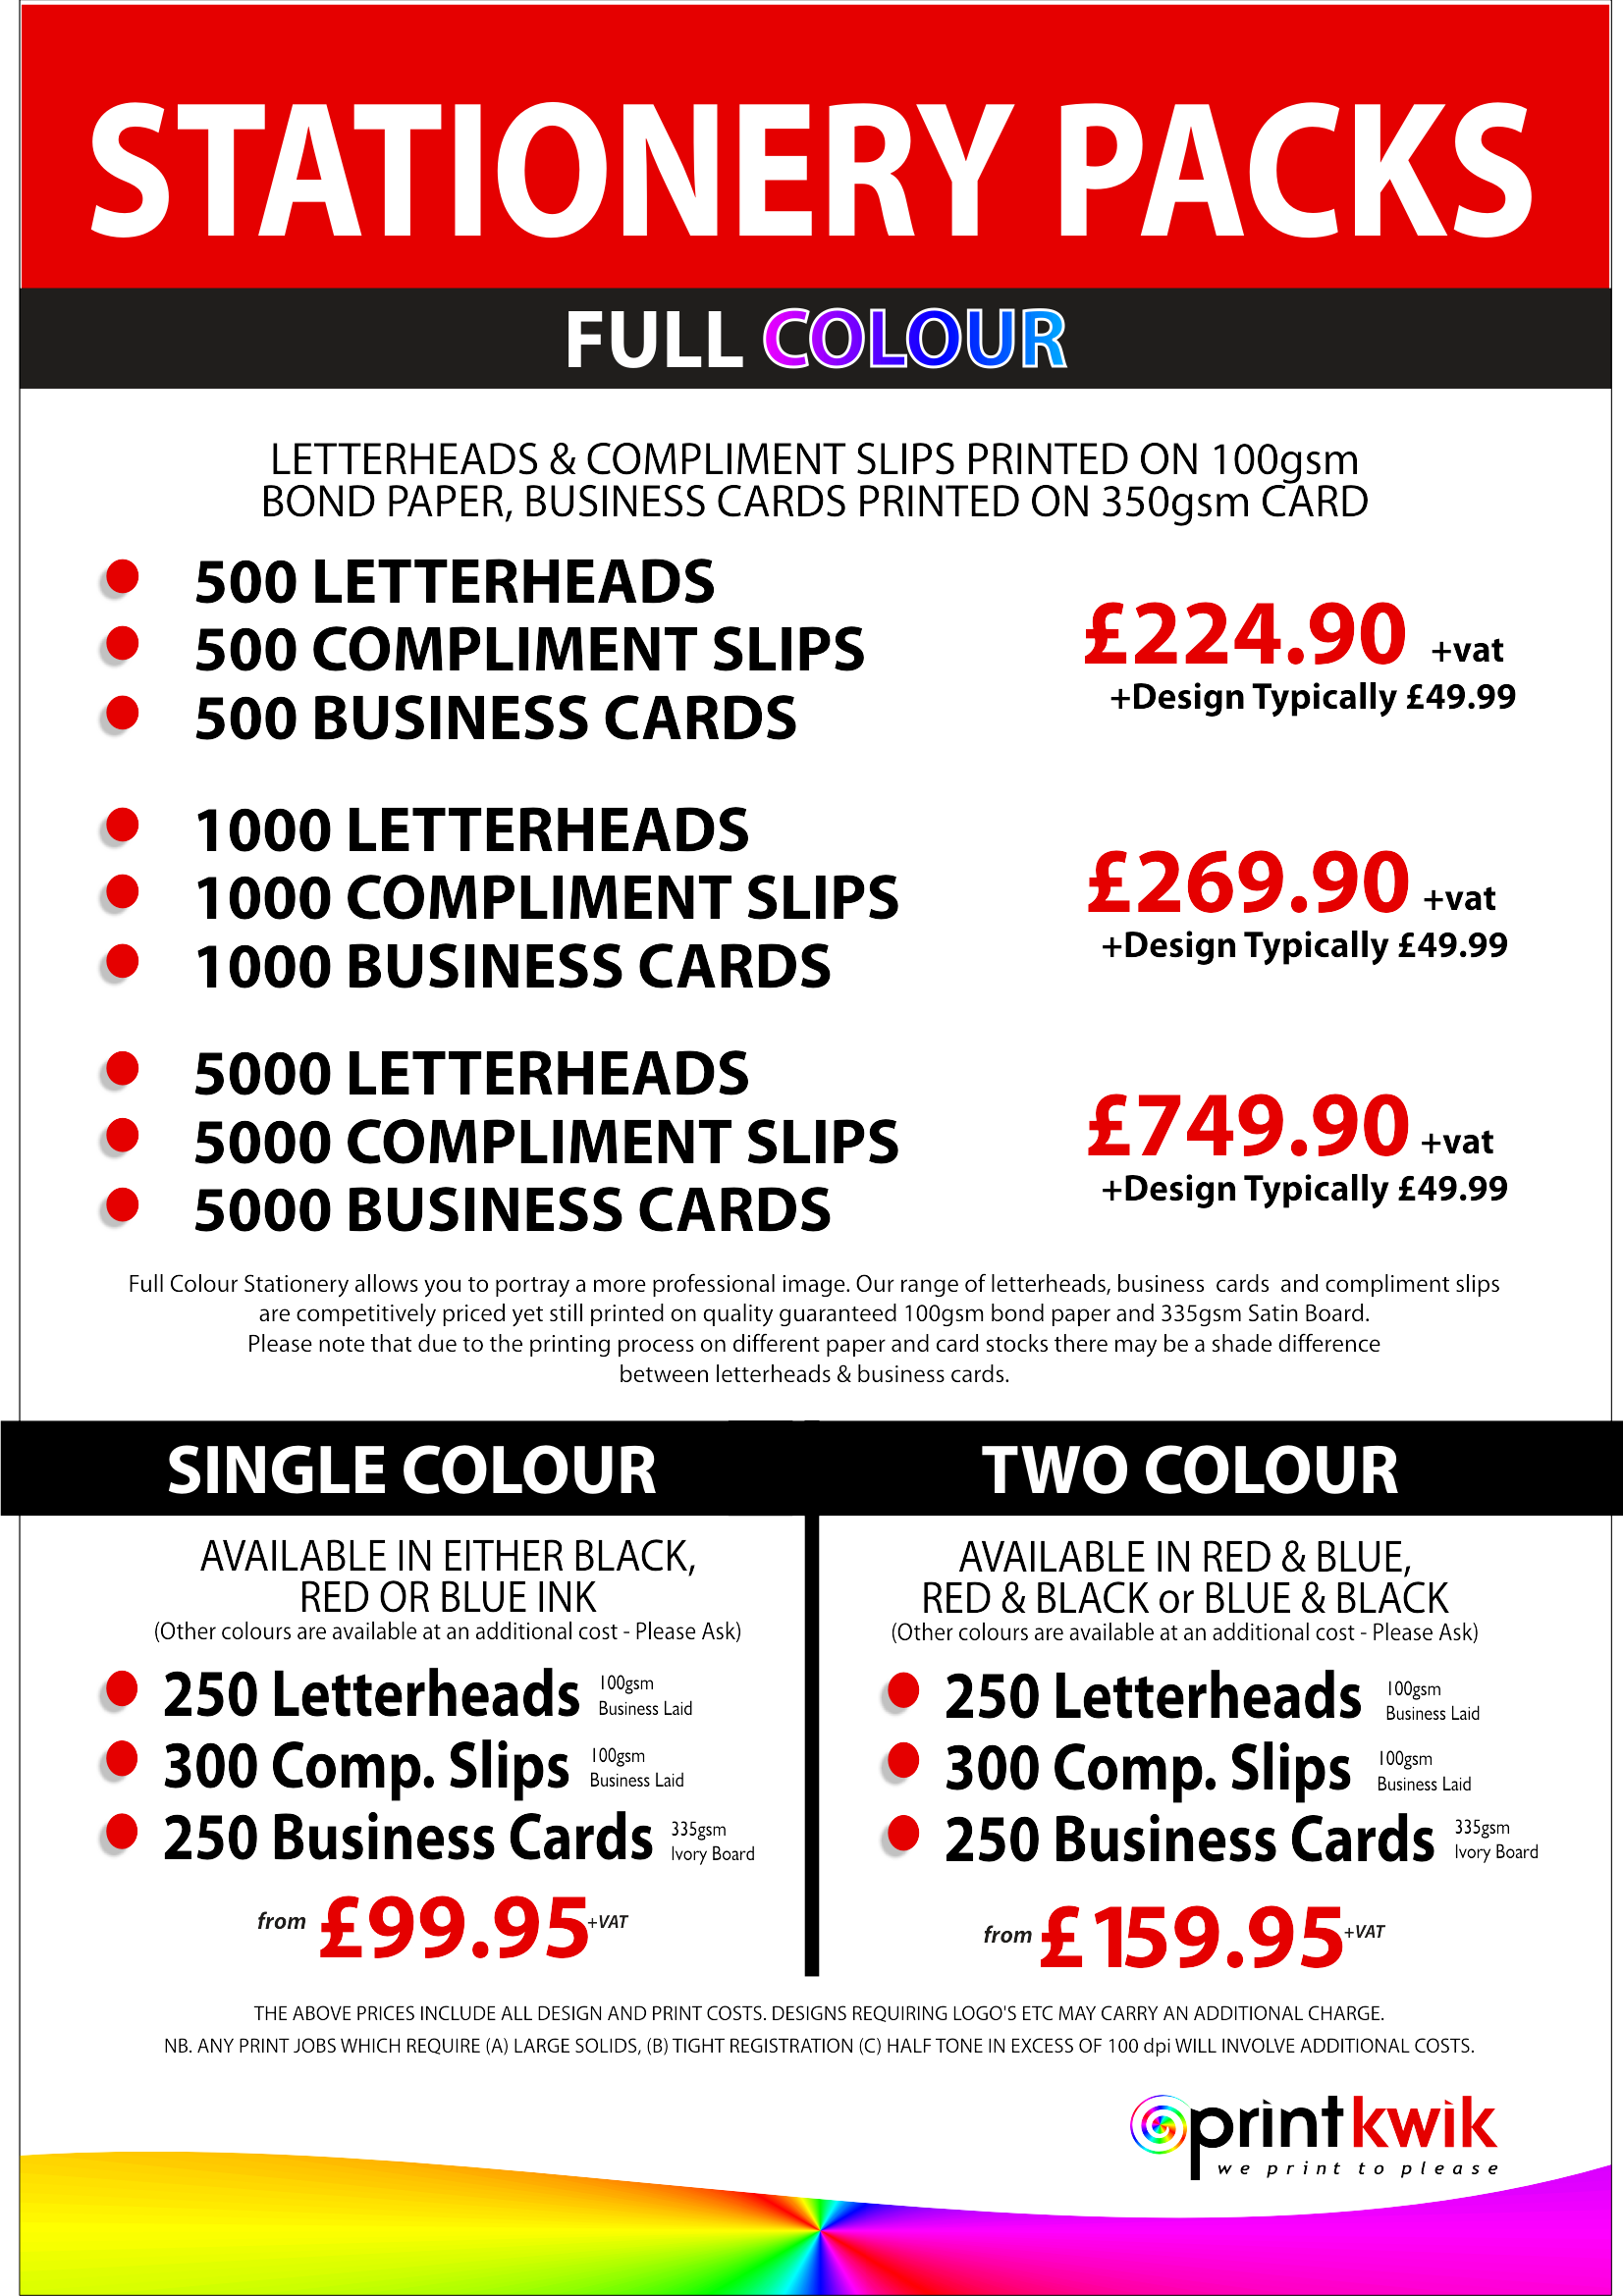 STATIONERY PACKS
FULL COLOUR
LETTERHEADS & COMPLIMENT SLIPS PRINTED ON 100gsm
BOND PAPER, BUSINESS CARDS PRINTED ON 350gsm CARD
500 LETTERHEADS
500 COMPLIMENT SLIPS
500 BUSINESS CARDS
£224.90 +vat
+Design Typically £49.99
1000 LETTERHEADS
1000 COMPLIMENT SLIPS
1000 BUSINESS CARDS
£269.90 +vat
+Design Typically £49.99
5000 LETTERHEADS
5000 COMPLIMENT SLIPS
5000 BUSINESS CARDS
£749.90 +vat
+Design Typically £49.99
Full Colour Stationery allows you to portray a more professional image. Our range of letterheads, business cards and compliment slips
are competitively priced yet still printed on quality guaranteed 100gsm bond paper and 335gsm Satin Board.
Please note that due to the printing process on different paper and card stocks there may be a shade difference
between letterheads & business cards.
SINGLE COLOUR
AVAILABLE IN EITHER BLACK,
RED OR BLUE INK
(Other colours are available at an additional cost - Please Ask)
250 Letterheads 100gsm
Business Laid
300 Comp. Slips 100gsm
Business Laid
250 Business Cards 335gsm
Ivory Board
from £99.95 +VAT
TWO COLOUR
AVAILABLE IN RED & BLUE,
RED & BLACK or BLUE & BLACK
(Other colours are available at an additional cost - Please Ask)
250 Letterheads 100gsm
Business Laid
300 Comp. Slips 100gsm
Business Laid
250 Business Cards 335gsm
Ivory Board
from £159.95 +VAT
THE ABOVE PRICES INCLUDE ALL DESIGN AND PRINT COSTS. DESIGNS REQUIRING LOGO'S ETC MAY CARRY AN ADDITIONAL CHARGE.
NB. ANY PRINT JOBS WHICH REQUIRE (A) LARGE SOLIDS, (B) TIGHT REGISTRATION (C) HALF TONE IN EXCESS OF 100 dpi WILL INVOLVE ADDITIONAL COSTS.
printkwik
we print to please